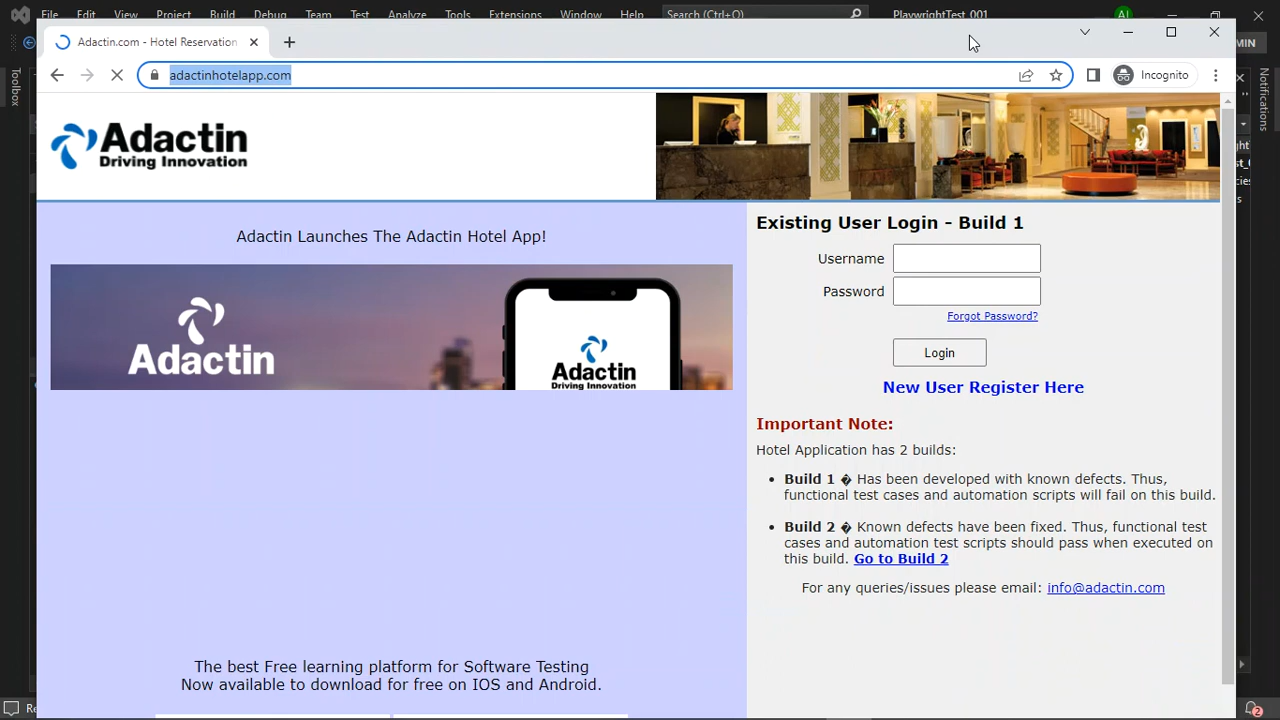 File Edit View Project Build Debug Team Test Analyze Tools Extensions Window Help Search (Ctrl+Q) PlaywrightTest_001 AI
Adactin.com - Hotel Reservation
adactinhotelapp.com
Incognito
MIN
Toolbox
Notifications
Adactin
Driving Innovation
Adactin Launches The Adactin Hotel App!
Adactin
Adactin
Driving Innovation
The best Free learning platform for Software Testing
Now available to download for free on IOS and Android.
Existing User Login - Build 1
Username
Password
Forgot Password?
Login
New User Register Here
Important Note:
Hotel Application has 2 builds:
• Build 1 � Has been developed with known defects. Thus,
functional test cases and automation scripts will fail on this build.
• Build 2 � Known defects have been fixed. Thus, functional test
cases and automation test scripts should pass when executed on
this build. Go to Build 2
For any queries/issues please email: info@adactin.com
2